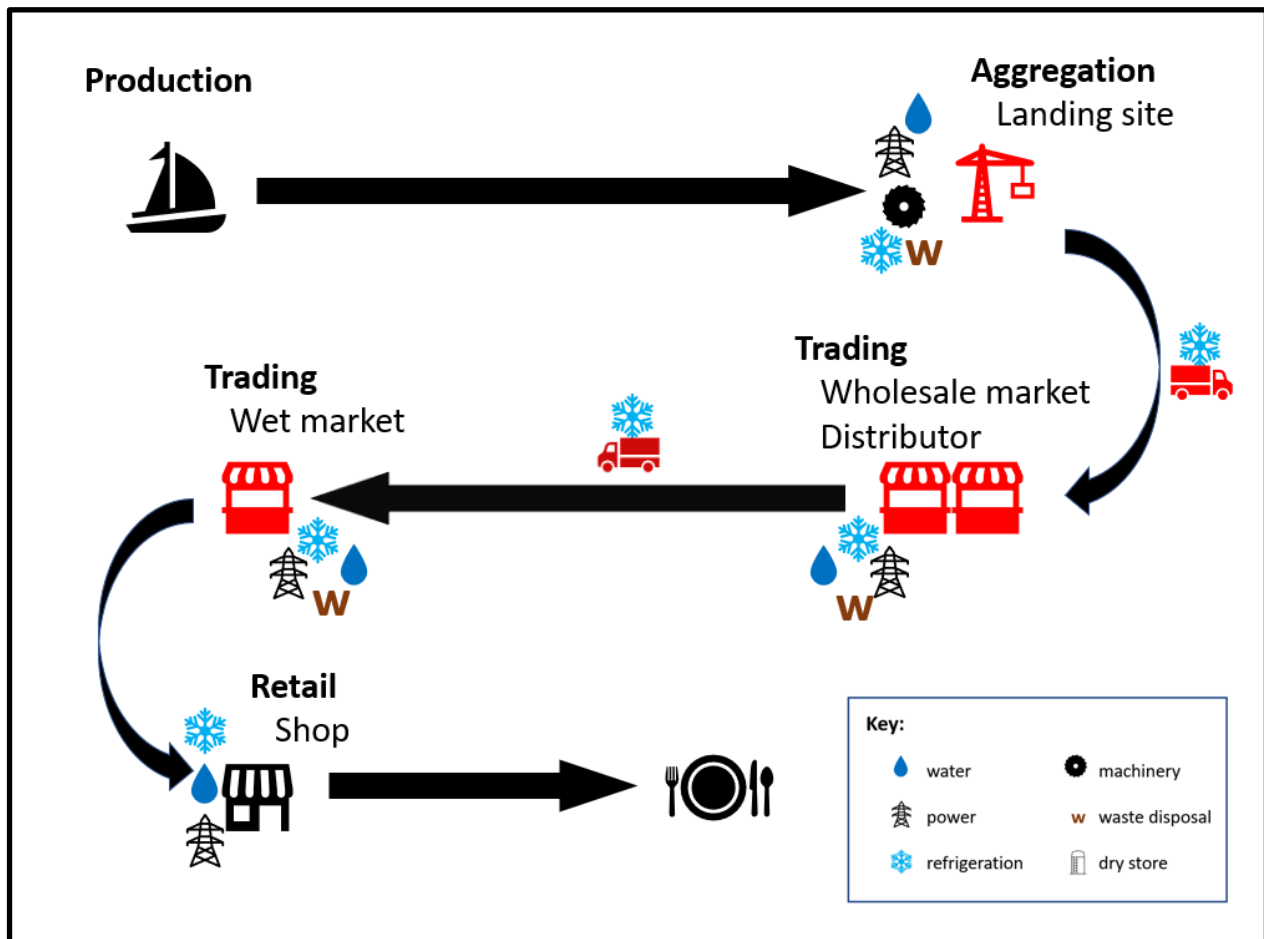 Production
Aggregation
Landing site
W
Trading
Wet market
Trading
Wholesale market
Distributor
W
W
Retail
Shop
Key:
water
machinery
power
w waste disposal
refrigeration
dry store